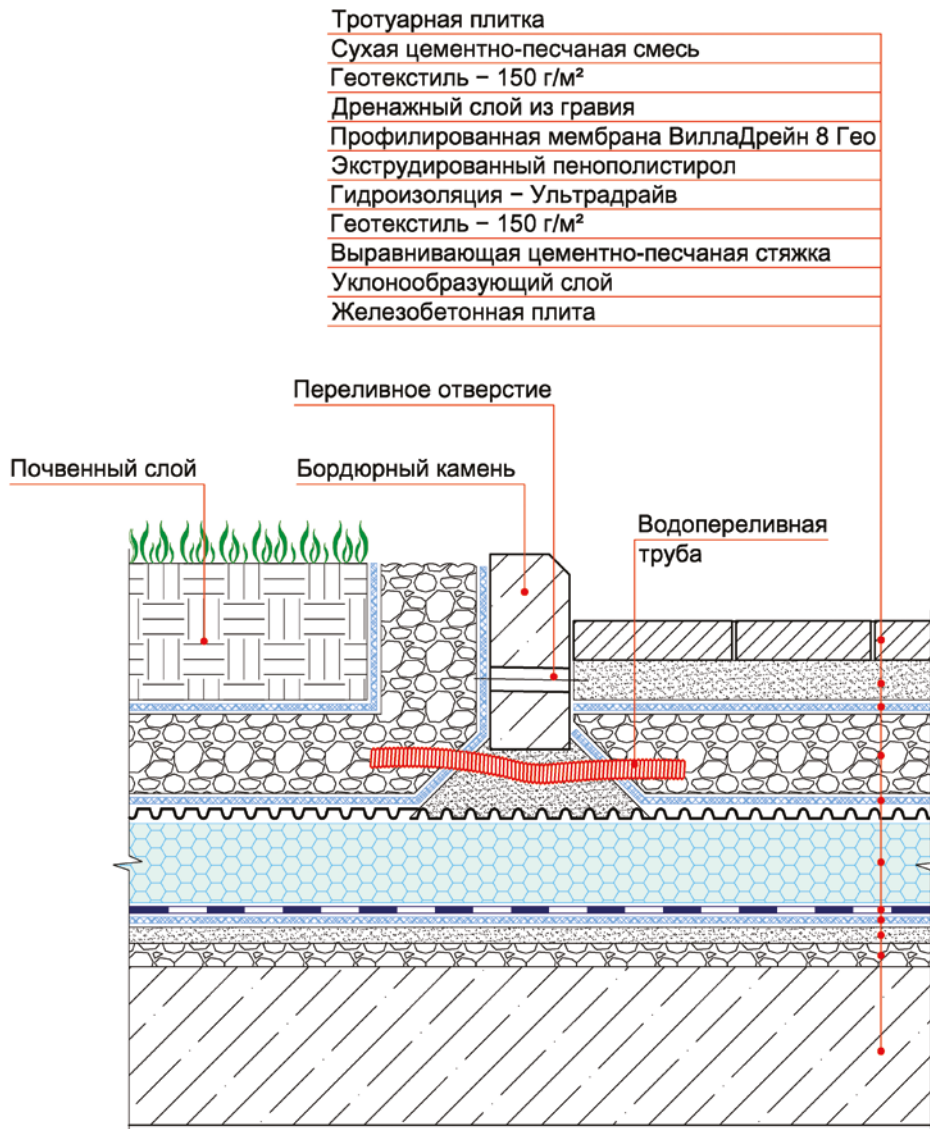 Тротуарная плитка
Сухая цементно-песчаная смесь
Геотекстиль – 150 г/м²
Дренажный слой из гравия
Профилированная мембрана ВиллаДрейн 8 Гео
Экструдированный пенополистирол
Гидроизоляция – Ультрадрайв
Геотекстиль – 150 г/м²
Выравнивающая цементно-песчаная стяжка
Уклонообразующий слой
Железобетонная плита
Переливное отверстие
Почвенный слой
Бордюрный камень
Водопереливная
труба